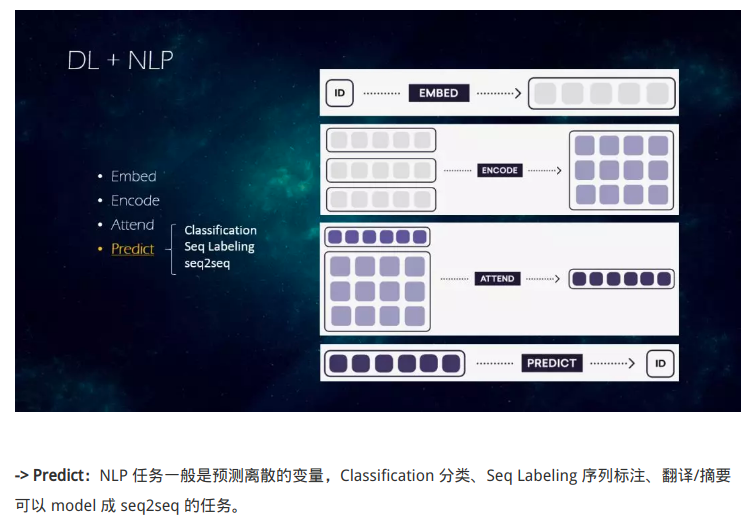 DL + NLP
• Embed
• Encode
• Attend
• Predict
Classification
Seq Labeling
seq2seq
ID EMBED
ENCODE
ATTEND
PREDICT ID
-> Predict：NLP 任务一般是预测离散的变量，Classification 分类、Seq Labeling 序列标注、翻译/摘要
可以 model 成 seq2seq 的任务。